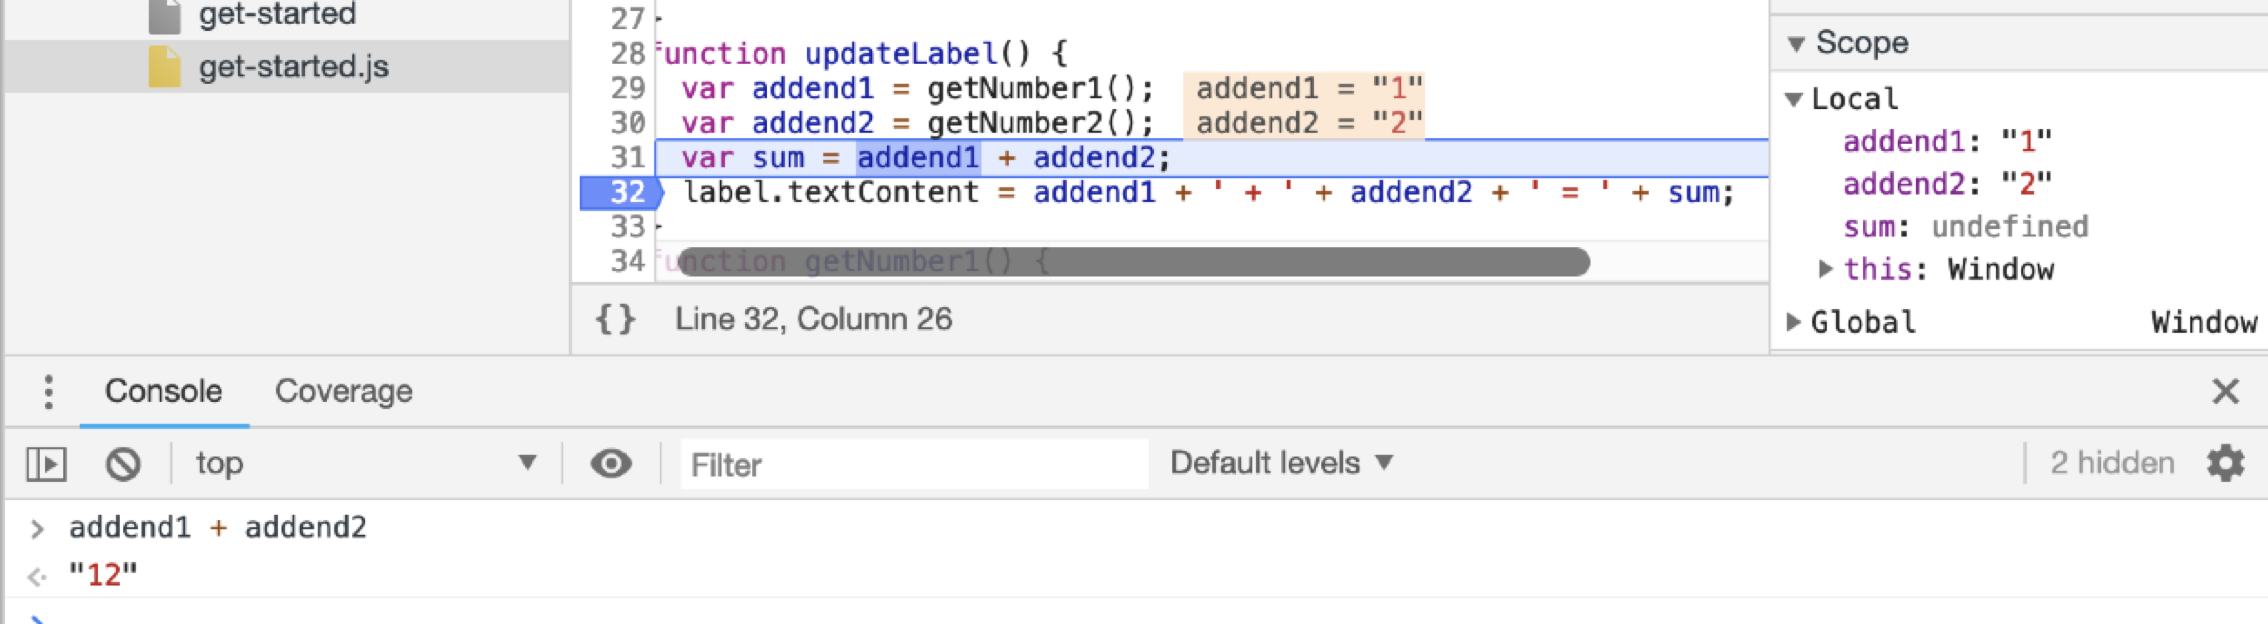 get-started
get-started.js
27
28 function updateLabel() {
29 var addend1 = getNumber1(); addend1 = "1"
30 var addend2 = getNumber2(); addend2 = "2"
31 var sum = addend1 + addend2;
32 label.textContent = addend1 + ' + ' + addend2 + ' = ' + sum;
33
34 function getNumber1() {
{} Line 32, Column 26
Scope
Local
addend1: "1"
addend2: "2"
sum: undefined
this: Window
Global Window
Console Coverage
top Filter Default levels 2 hidden
> addend1 + addend2
"12"